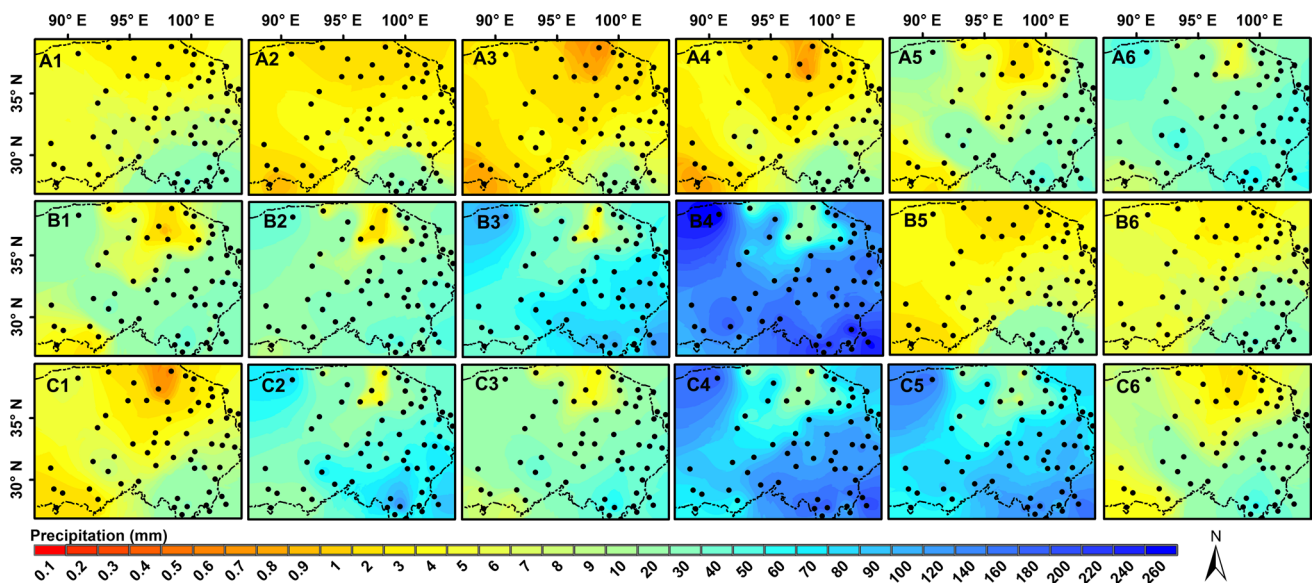 90° E 95° E 100° E 90° E 95° E 100° E 90° E 95° E 100° E 90° E 95° E 100° E 90° E 95° E 100° E 90° E 95° E 100° E
A1 A2 A3 A4 A5 A6
35° N
30° N
B1 B2 B3 B4 B5 B6
35° N
30° N
C1 C2 C3 C4 C5 C6
35° N
30° N
Precipitation (mm)
N
0.1 0.2 0.3 0.4 0.5 0.6 0.7 0.8 0.9 1 2 3 4 5 6 7 8 9 10 20 30 40 50 60 70 80 90 100 120 140 160 180 200 220 240 260